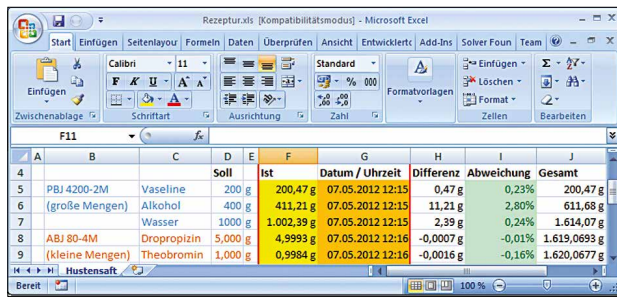 Rezeptur.xls [Kompatibilitätsmodus] - Microsoft Excel
Start Einfügen Seitenlayour Formeln Daten Überprüfen Ansicht Entwicklertc Add-Ins Solver Foun Team
Calibri 11 Standard
F K U A A % 000
Einfügen Formatvorlagen Einfügen Löschen Format
Zwischenablage Schriftart Ausrichtung Zahl Zellen Bearbeiten
F11 fx
A B C D E F G H I J
4 Soll Ist Datum / Uhrzeit Differenz Abweichung Gesamt
5 PBJ 4200-2M Vaseline 200 g 200,47 g 07.05.2012 12:15 0,47 g 0,23% 200,47 g
6 (große Mengen) Alkohol 400 g 411,21 g 07.05.2012 12:15 11,21 g 2,80% 611,68 g
7 Wasser 1000 g 1.002,39 g 07.05.2012 12:15 2,39 g 0,24% 1.614,07 g
8 ABJ 80-4M Dropropizin 5,000 g 4,9993 g 07.05.2012 12:16 -0,0007 g -0,01% 1.619,0693 g
9 (kleine Mengen) Theobromin 1,000 g 0,9984 g 07.05.2012 12:16 -0,0016 g -0,16% 1.620,0677 g
Hustensaft
Bereit 100 %